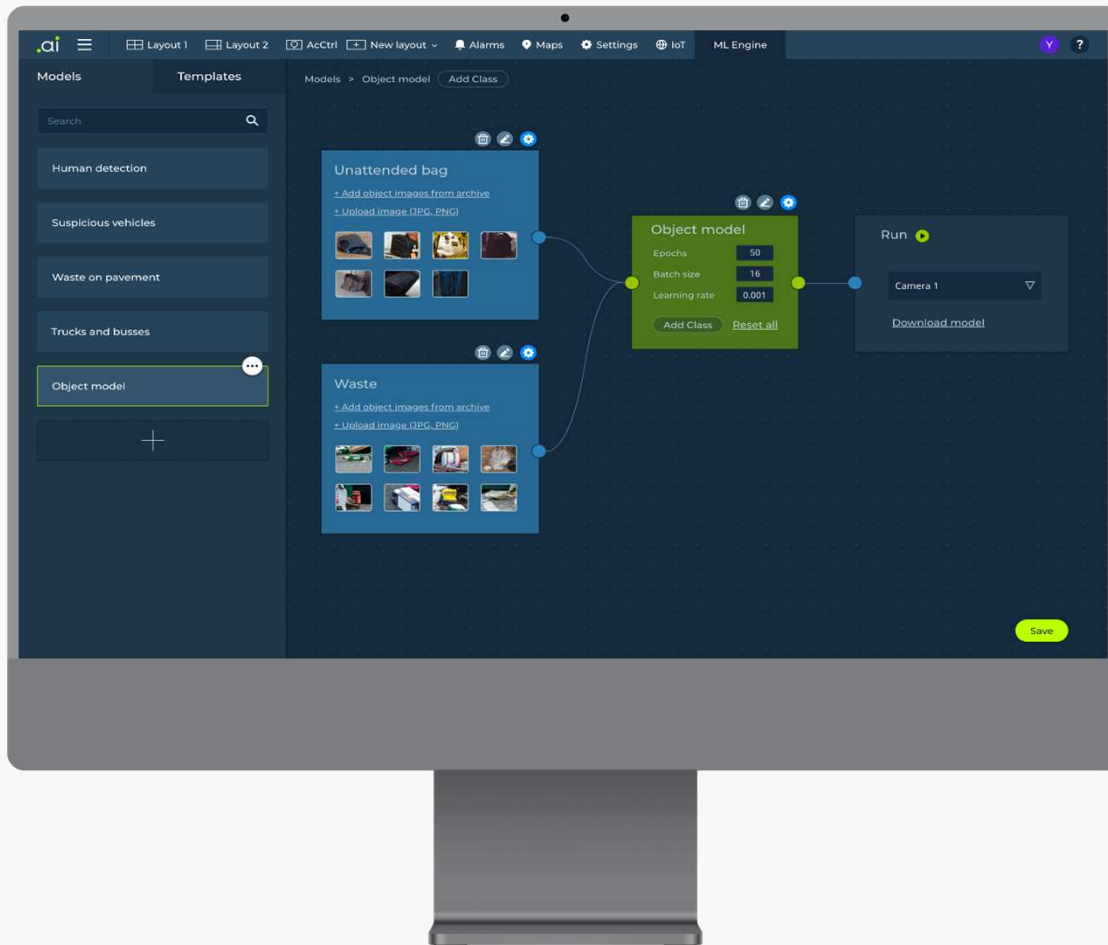 .ai Layout 1 Layout 2 AcCtrl New layout Alarms Maps Settings IoT ML Engine Y ?
Models Templates
Search
Human detection
Suspicious vehicles
Waste on pavement
Trucks and busses
Object model
Models > Object model Add Class
Unattended bag
+ Add object images from archive
+ Upload image (JPG, PNG)
Waste
+ Add object images from archive
+ Upload image (JPG, PNG)
Object model
Epochs 50
Batch size 16
Learning rate 0.001
Add Class Reset all
Run
Camera 1
Download model
Save